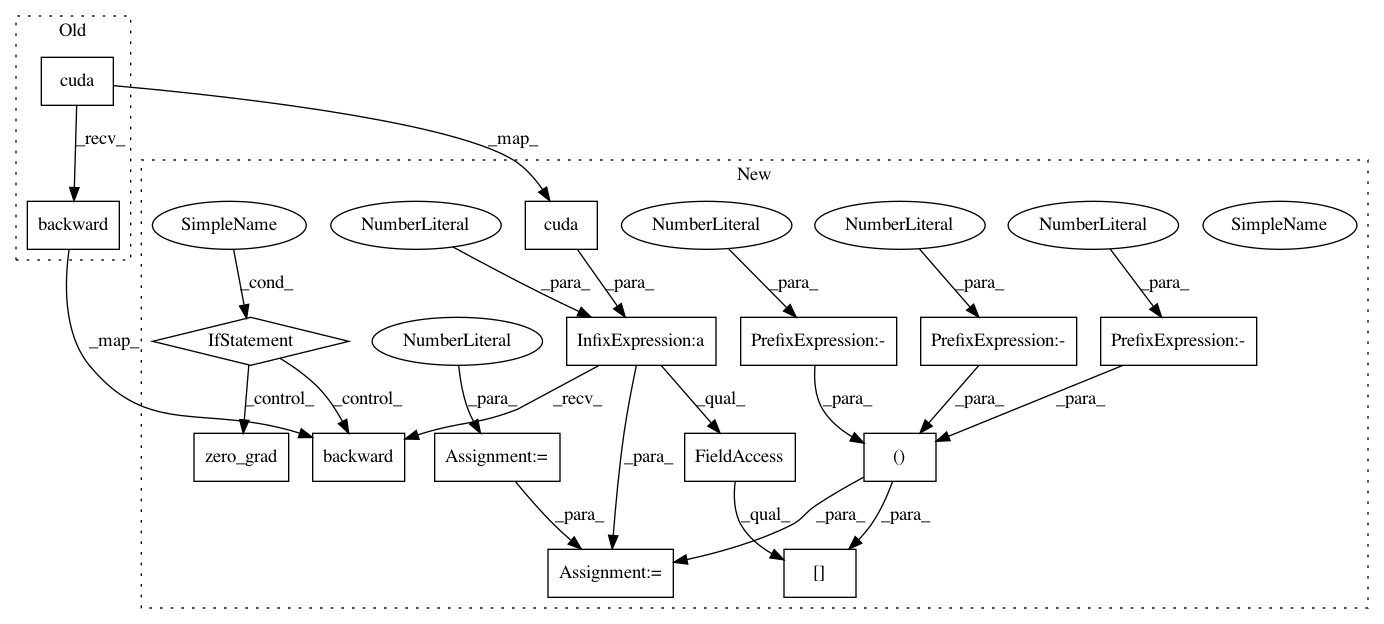 Old
cuda
_recv_
_map_
New
backward
SimpleName
NumberLiteral
cuda
NumberLiteral
NumberLiteral
NumberLiteral
SimpleName
_cond_
_para_
_para_
_para_
_para_
_para_
_map_
IfStatement
NumberLiteral
InfixExpression:a
PrefixExpression:-
PrefixExpression:-
PrefixExpression:-
_control_
_control_
_para_
_recv_
_qual_
_para_
_para_
_para_
zero_grad
backward
Assignment:=
_para_
FieldAccess
()
_para_
_qual_
_para_
_para_
Assignment:=
[]